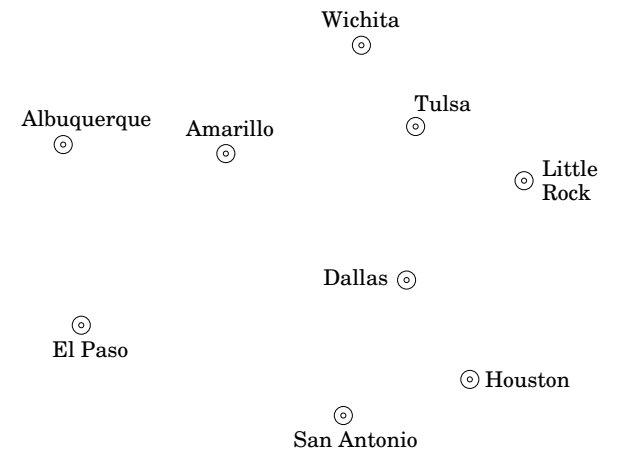 Wichita
Tulsa
Albuquerque
Amarillo
Little
Rock
Dallas
El Paso
Houston
San Antonio